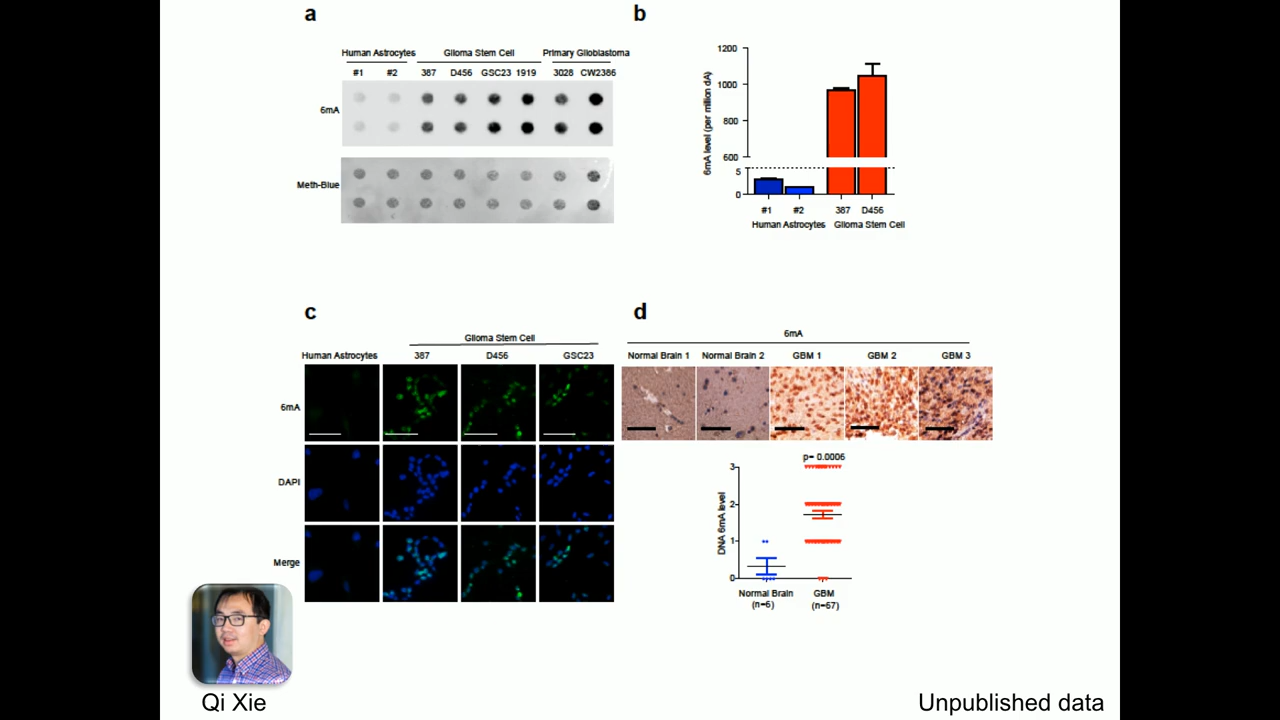 a
Human Astrocytes Glioma Stem Cell Primary Glioblastoma
#1 #2 387 D456 GSC23 1919 3028 CW2386
6mA
Meth-Blue
b
6mA level (per million dA)
1200
1000
800
600
5
0
#1 #2 387 D456
Human Astrocytes Glioma Stem Cell
c
Glioma Stem Cell
Human Astrocytes 387 D456 GSC23
6mA
DAPI
Merge
d
6mA
Normal Brain 1 Normal Brain 2 GBM 1 GBM 2 GBM 3
p= 0.0006
DNA 6mA level
3
2
1
0
Normal Brain GBM
(n=6) (n=67)
Qi Xie
Unpublished data